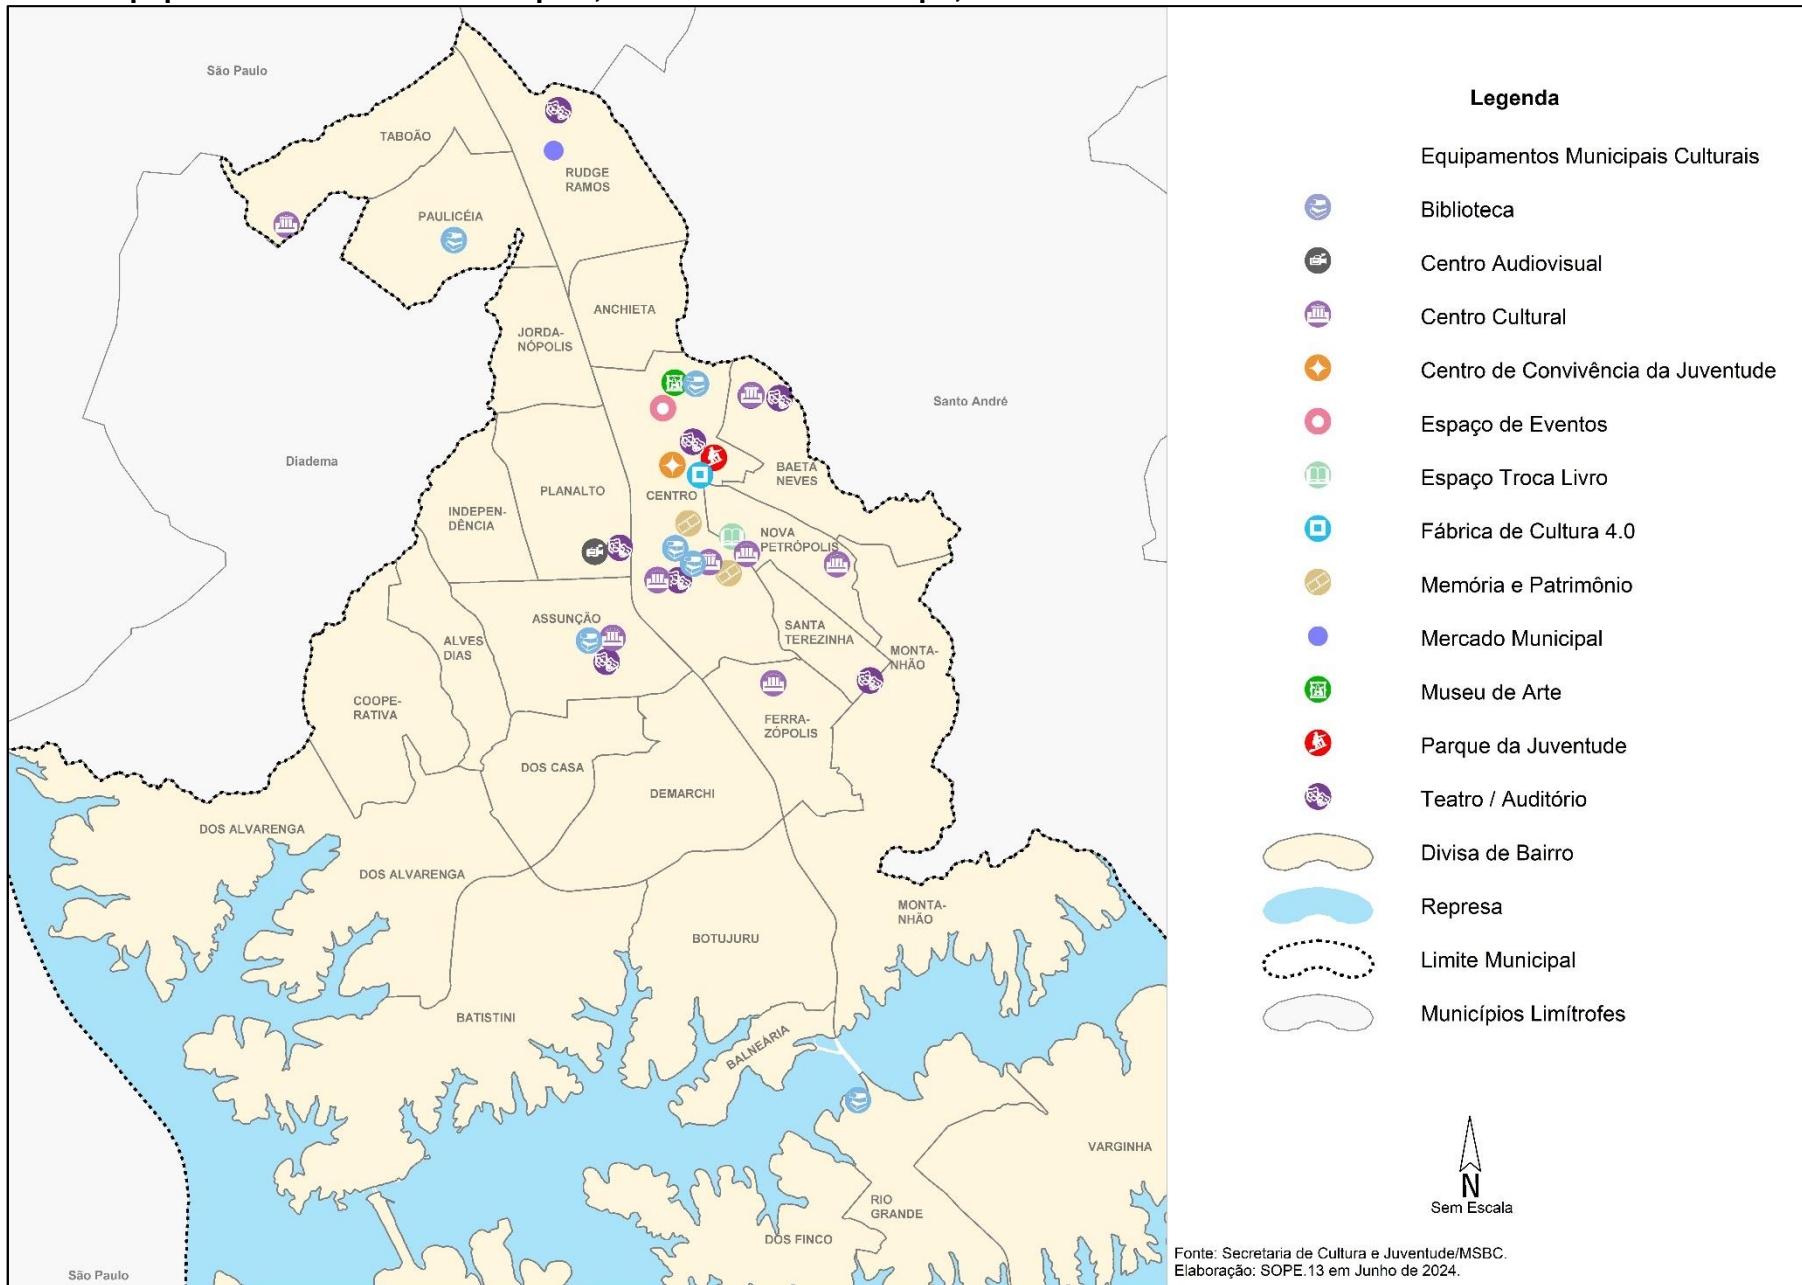 São Paulo
TABOÃO
RUDGE
RAMOS
PAULICÉIA
ANCHIETA
JORDA-
NÓPOLIS
Santo André
Diadema
BAETA
NEVES
PLANALTO
CENTRO
INDEPEN-
DÊNCIA
NOVA
PETRÓPOLIS
ASSUNÇÃO
SANTA
TEREZINHA
ALVES
DIAS
MONTA-
NHÃO
COOPE-
RATIVA
FERRA-
ZÓPOLIS
DOS CASA
DEMARCHI
DOS ALVARENGA
DOS ALVARENGA
MONTA-
NHÃO
BOTUJURU
BATISTINI
BALNEÁRIA
VARGINHA
RIO
GRANDE
DOS FINCO
São Paulo
Legenda
Equipamentos Municipais Culturais
Biblioteca
Centro Audiovisual
Centro Cultural
Centro de Convivência da Juventude
Espaço de Eventos
Espaço Troca Livro
Fábrica de Cultura 4.0
Memória e Patrimônio
Mercado Municipal
Museu de Arte
Parque da Juventude
Teatro / Auditório
Divisa de Bairro
Represa
Limite Municipal
Municípios Limítrofes
N
Sem Escala
Fonte: Secretaria de Cultura e Juventude/MSBC.
Elaboração: SOPE.13 em Junho de 2024.